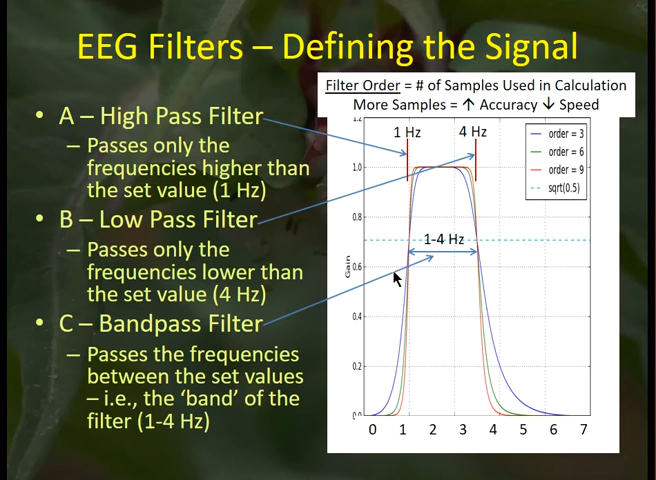 EEG Filters – Defining the Signal
• A – High Pass Filter
– Passes only the
frequencies higher than
the set value (1 Hz)
• B – Low Pass Filter
– Passes only the
frequencies lower than
the set value (4 Hz)
• C – Bandpass Filter
– Passes the frequencies
between the set values
– i.e., the ‘band’ of the
filter (1-4 Hz)
Filter Order = # of Samples Used in Calculation
More Samples = ↑ Accuracy ↓ Speed
1 Hz
4 Hz
order = 3
order = 6
order = 9
sqrt(0.5)
1-4 Hz
Gain
1.2
1.0
0.8
0.6
0.4
0.2
0.0
0 1 2 3 4 5 6 7